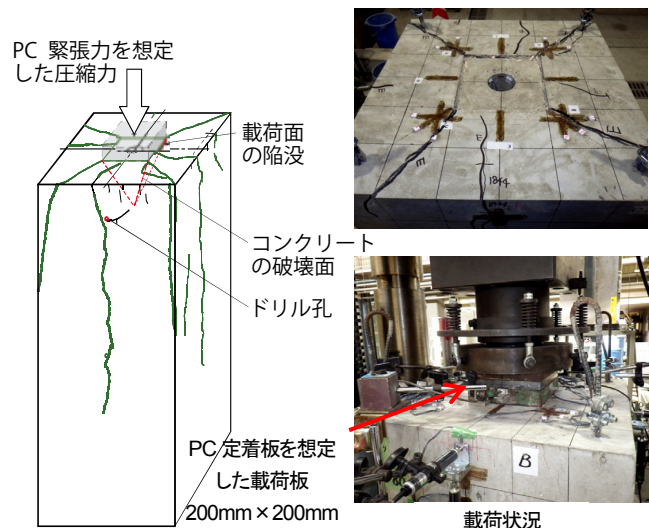 PC 緊張力を想定
した圧縮力
載荷面
の陥没
コンクリート
の破壊面
ドリル孔
PC 定着板を想定
した載荷板
200mm×200mm
E
E
E
E
1844
B
載荷状況